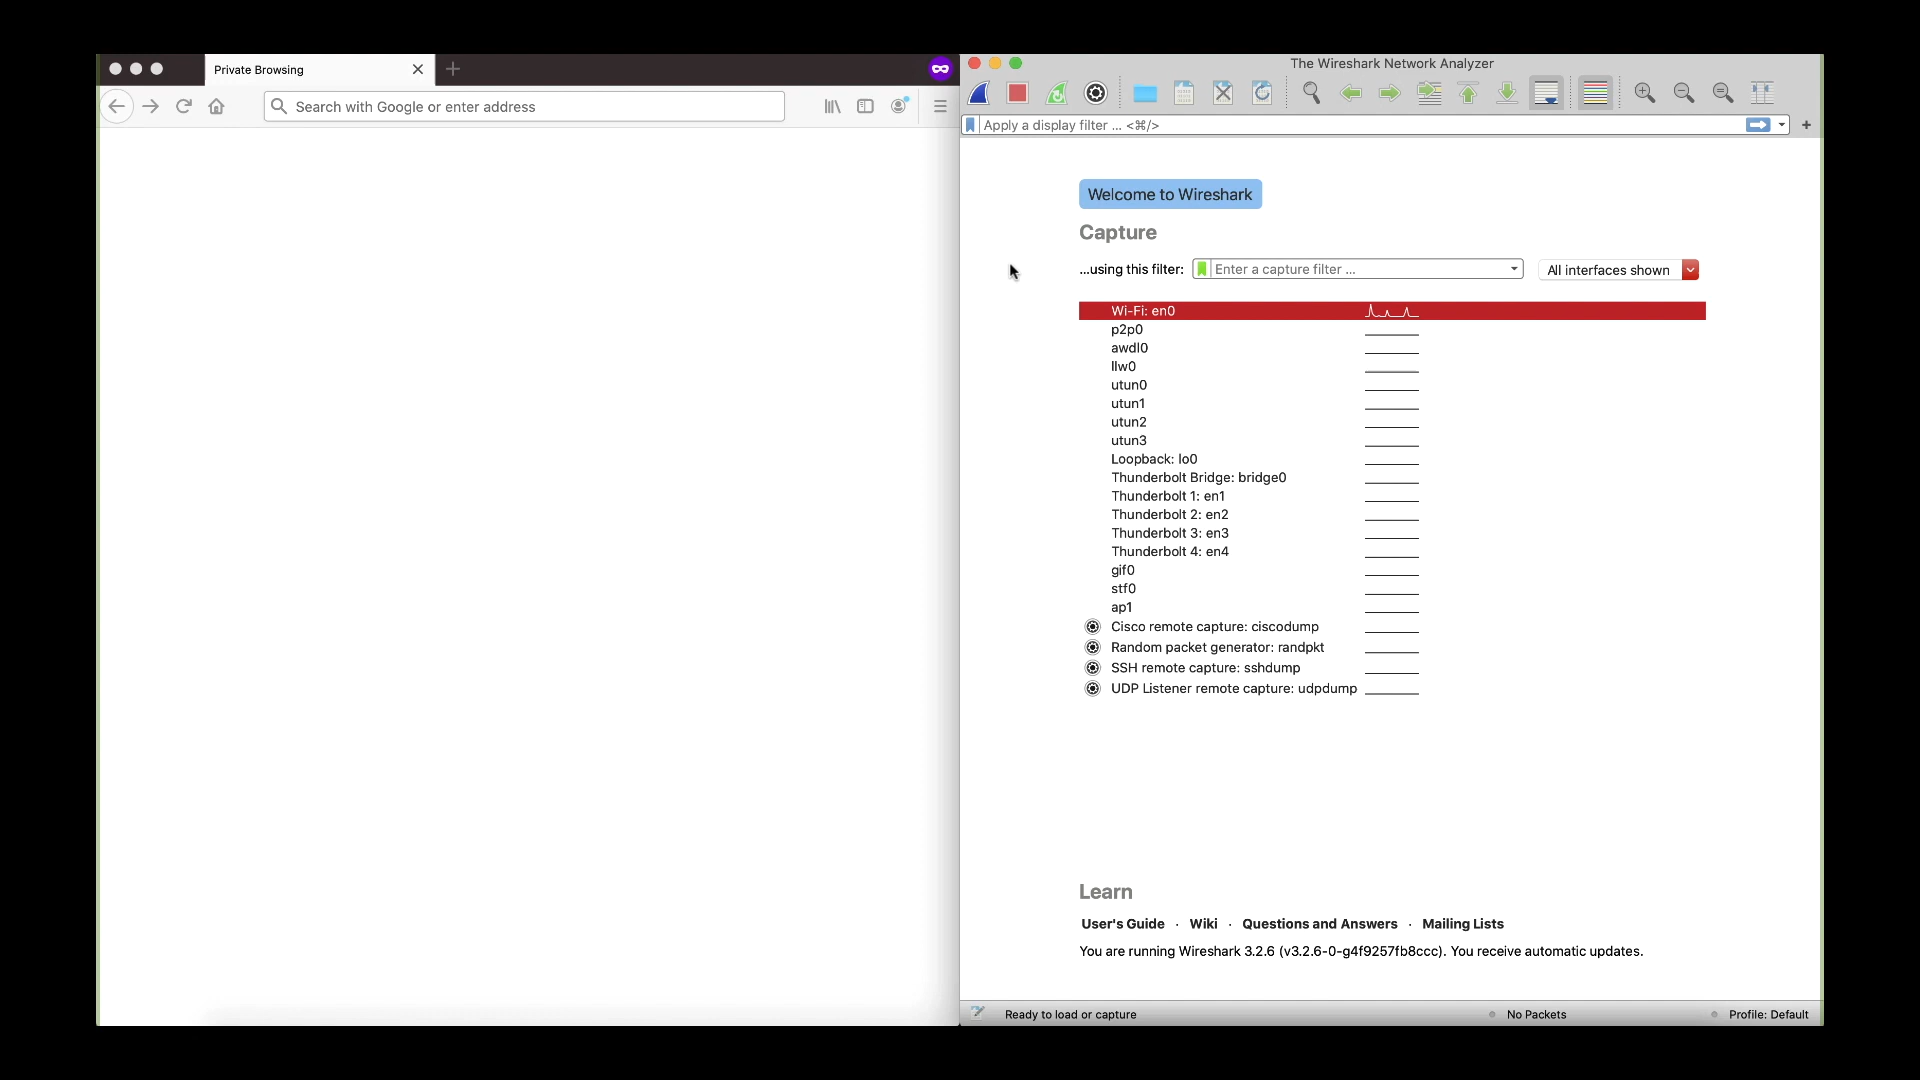 Private Browsing
Search with Google or enter address
The Wireshark Network Analyzer
Apply a display filter ... <⌘/>
Welcome to Wireshark
Capture
...using this filter: Enter a capture filter ... All interfaces shown
Wi-Fi: en0
p2p0
awdl0
llw0
utun0
utun1
utun2
utun3
Loopback: lo0
Thunderbolt Bridge: bridge0
Thunderbolt 1: en1
Thunderbolt 2: en2
Thunderbolt 3: en3
Thunderbolt 4: en4
gif0
stf0
ap1
Cisco remote capture: ciscodump
Random packet generator: randpkt
SSH remote capture: sshdump
UDP Listener remote capture: udpdump
Learn
User's Guide · Wiki · Questions and Answers · Mailing Lists
You are running Wireshark 3.2.6 (v3.2.6-0-g4f9257fb8ccc). You receive automatic updates.
Ready to load or capture No Packets Profile: Default